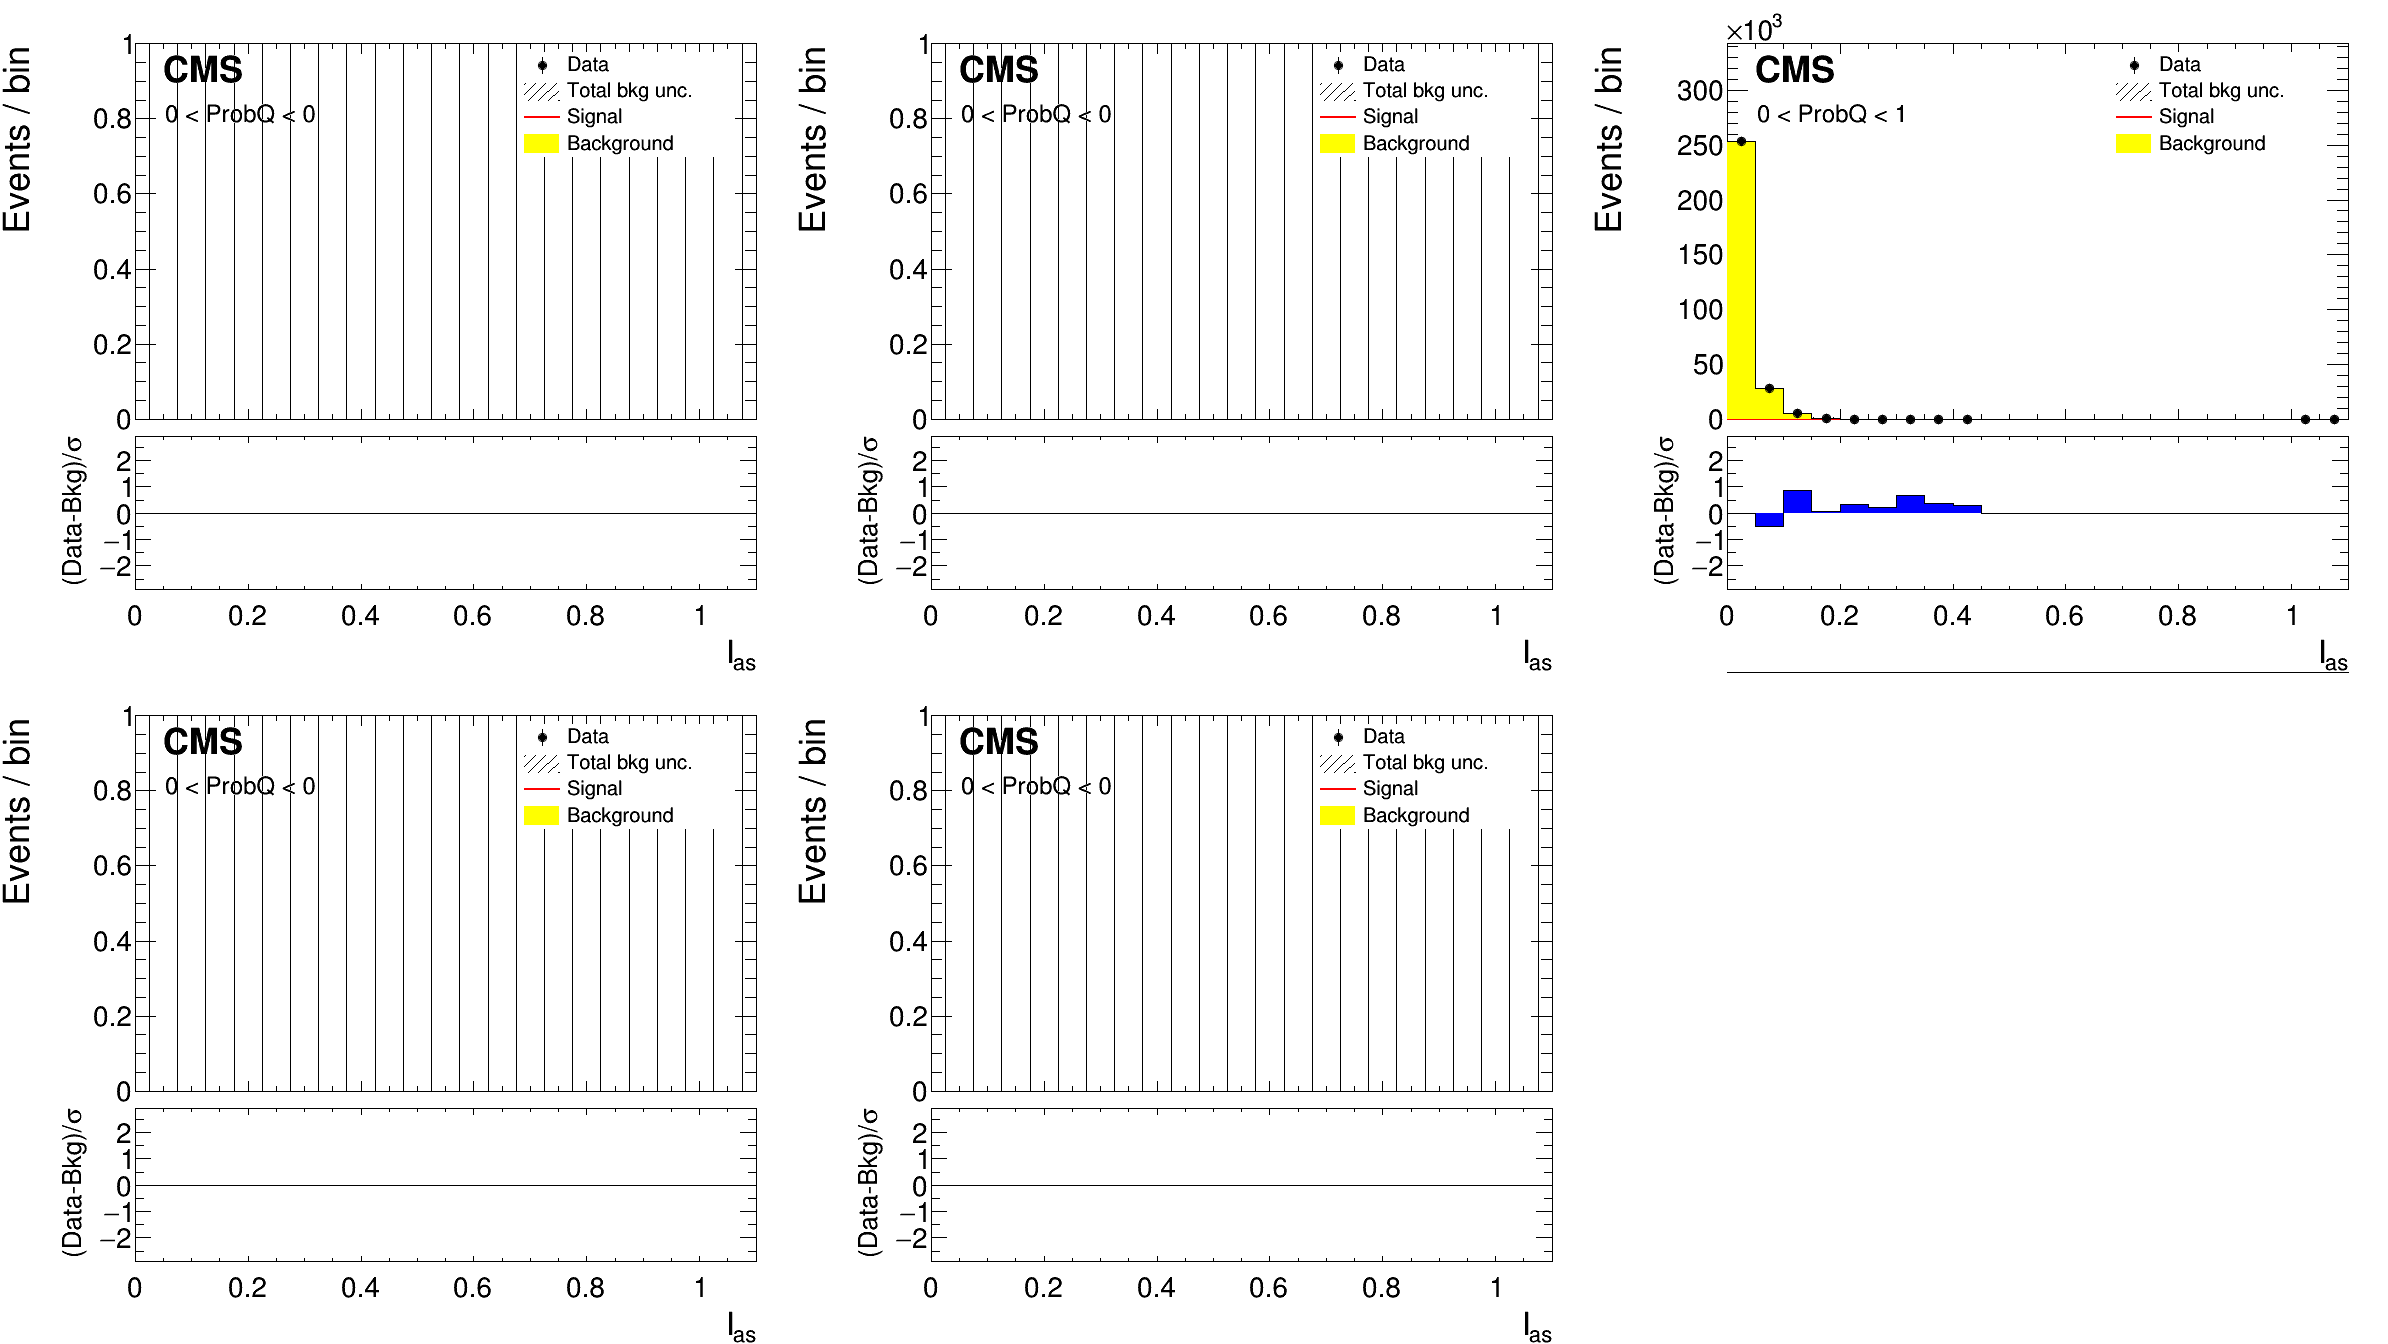 Events / bin
1
0.8
0.6
0.4
0.2
0
CMS
0 < ProbQ < 0
Data
Total bkg unc.
Signal
Background
(Data-Bkg)/σ
2
1
0
−1
−2
0 0.2 0.4 0.6 0.8 1
Ias
Events / bin
1
0.8
0.6
0.4
0.2
0
CMS
0 < ProbQ < 0
Data
Total bkg unc.
Signal
Background
(Data-Bkg)/σ
2
1
0
−1
−2
0 0.2 0.4 0.6 0.8 1
Ias
×10³
Events / bin
300
250
200
150
100
50
0
CMS
0 < ProbQ < 1
Data
Total bkg unc.
Signal
Background
(Data-Bkg)/σ
2
1
0
−1
−2
0 0.2 0.4 0.6 0.8 1
Ias
Events / bin
1
0.8
0.6
0.4
0.2
0
CMS
0 < ProbQ < 0
Data
Total bkg unc.
Signal
Background
(Data-Bkg)/σ
2
1
0
−1
−2
0 0.2 0.4 0.6 0.8 1
Ias
Events / bin
1
0.8
0.6
0.4
0.2
0
CMS
0 < ProbQ < 0
Data
Total bkg unc.
Signal
Background
(Data-Bkg)/σ
2
1
0
−1
−2
0 0.2 0.4 0.6 0.8 1
Ias